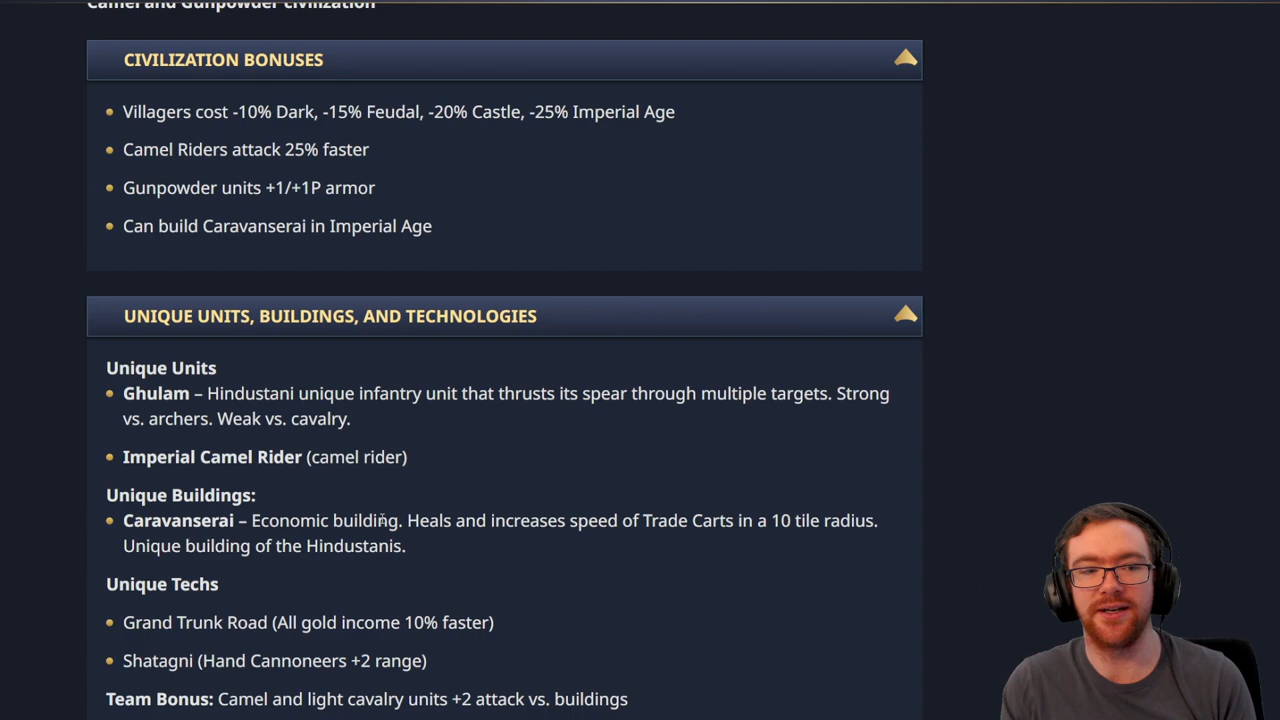 Camel and Gunpowder civilization
CIVILIZATION BONUSES
Villagers cost -10% Dark, -15% Feudal, -20% Castle, -25% Imperial Age
Camel Riders attack 25% faster
Gunpowder units +1/+1P armor
Can build Caravanserai in Imperial Age
UNIQUE UNITS, BUILDINGS, AND TECHNOLOGIES
Unique Units
Ghulam – Hindustani unique infantry unit that thrusts its spear through multiple targets. Strong
vs. archers. Weak vs. cavalry.
Imperial Camel Rider (camel rider)
Unique Buildings:
Caravanserai – Economic building. Heals and increases speed of Trade Carts in a 10 tile radius.
Unique building of the Hindustanis.
Unique Techs
Grand Trunk Road (All gold income 10% faster)
Shatagni (Hand Cannoneers +2 range)
Team Bonus: Camel and light cavalry units +2 attack vs. buildings